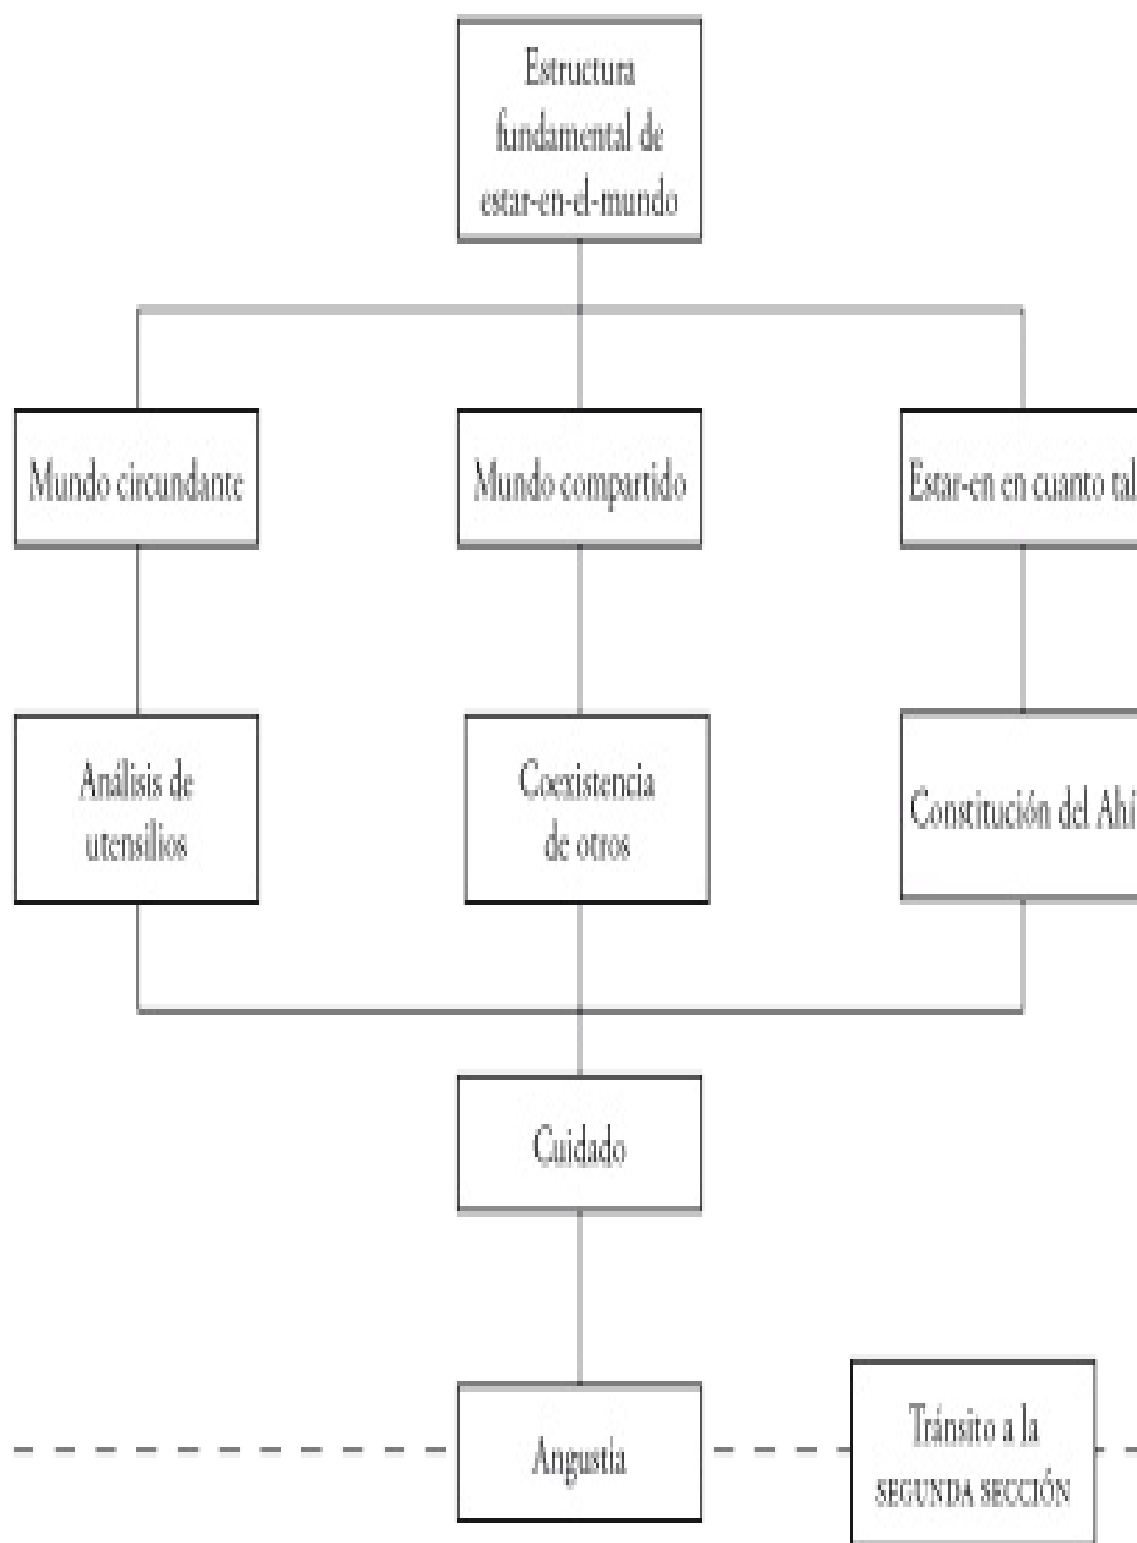 Estructura
fundamental de
estar-en-el-mundo
Mundo circundante
Mundo compartido
Estar-en en cuanto tal
Análisis de
utensilios
Coexistencia
de otros
Constitución del Ahí
Cuidado
Angustia
Tránsito a la
SEGUNDA SECCIÓN